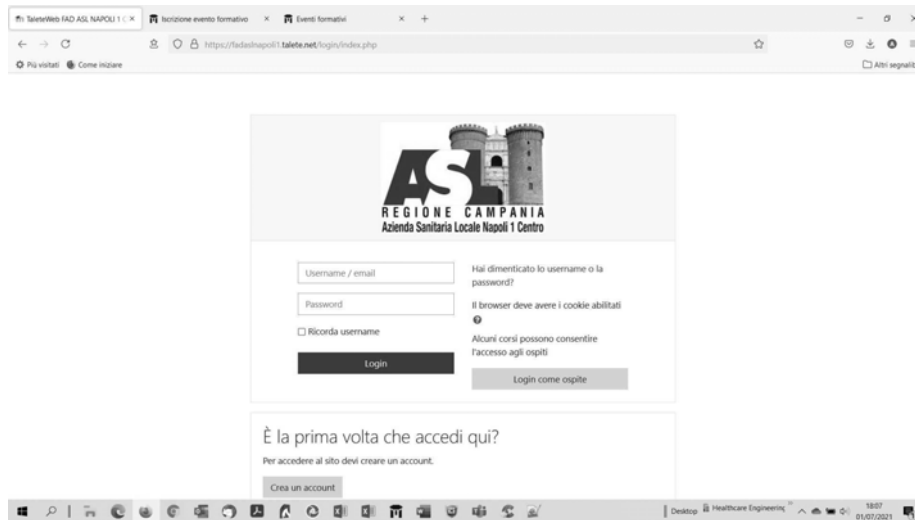 TaleteWeb FAD ASL NAPOLI 1 C
Iscrizione evento formativo
Eventi formativi
https://fadaslnapoli1.talete.net/login/index.php
Più visitati
Come iniziare
Altri segnalib
ASL
REGIONE CAMPANIA
Azienda Sanitaria Locale Napoli 1 Centro
Username / email
Password
Ricorda username
Login
Hai dimenticato lo username o la
password?
Il browser deve avere i cookie abilitati
Alcuni corsi possono consentire
l'accesso agli ospiti
Login come ospite
È la prima volta che accedi qui?
Per accedere al sito devi creare un account.
Crea un account
Desktop
Healthcare Engineering
18:07
01/07/2021